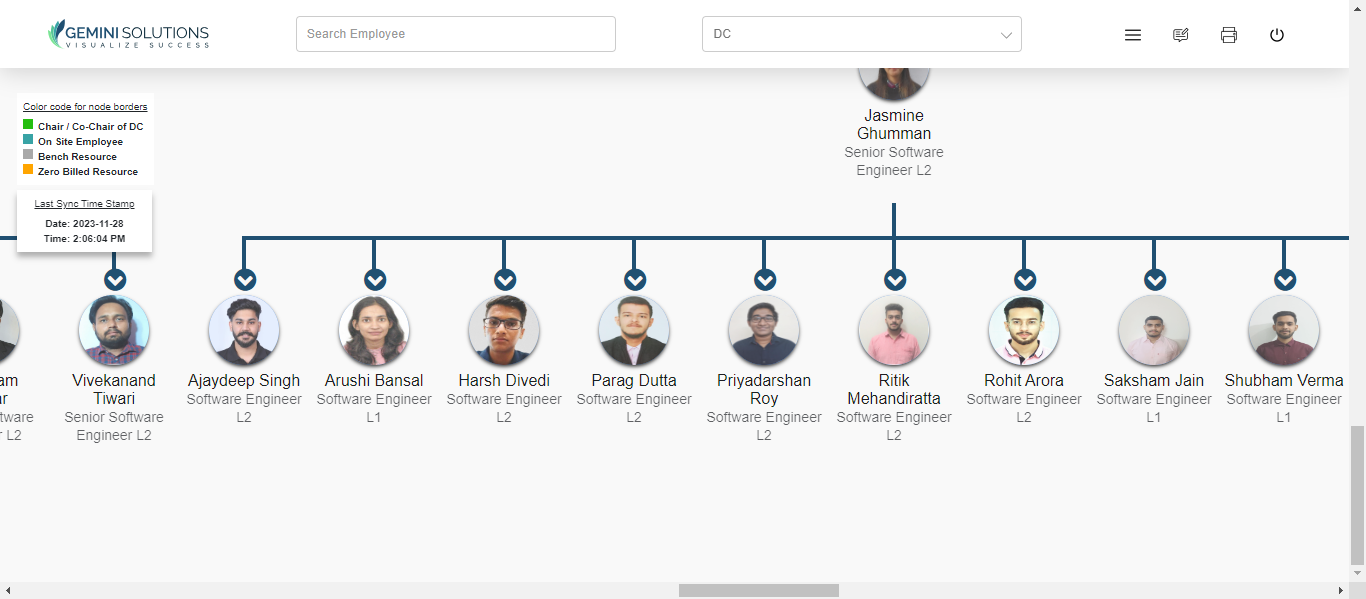 GEMINI SOLUTIONS
VISUALIZE SUCCESS
Search Employee
DC
Color code for node borders
Chair / Co-Chair of DC
On Site Employee
Bench Resource
Zero Billed Resource
Last Sync Time Stamp
Date: 2023-11-28
Time: 2:06:04 PM
Jasmine
Ghumman
Senior Software
Engineer L2
am
ar
tware
r L2
Vivekanand
Tiwari
Senior Software
Engineer L2
Ajaydeep Singh
Software Engineer
L2
Arushi Bansal
Software Engineer
L1
Harsh Divedi
Software Engineer
L2
Parag Dutta
Software Engineer
L2
Priyadarshan
Roy
Software Engineer
L2
Ritik
Mehandiratta
Software Engineer
L2
Rohit Arora
Software Engineer
L2
Saksham Jain
Software Engineer
L1
Shubham Verma
Software Engineer
L1